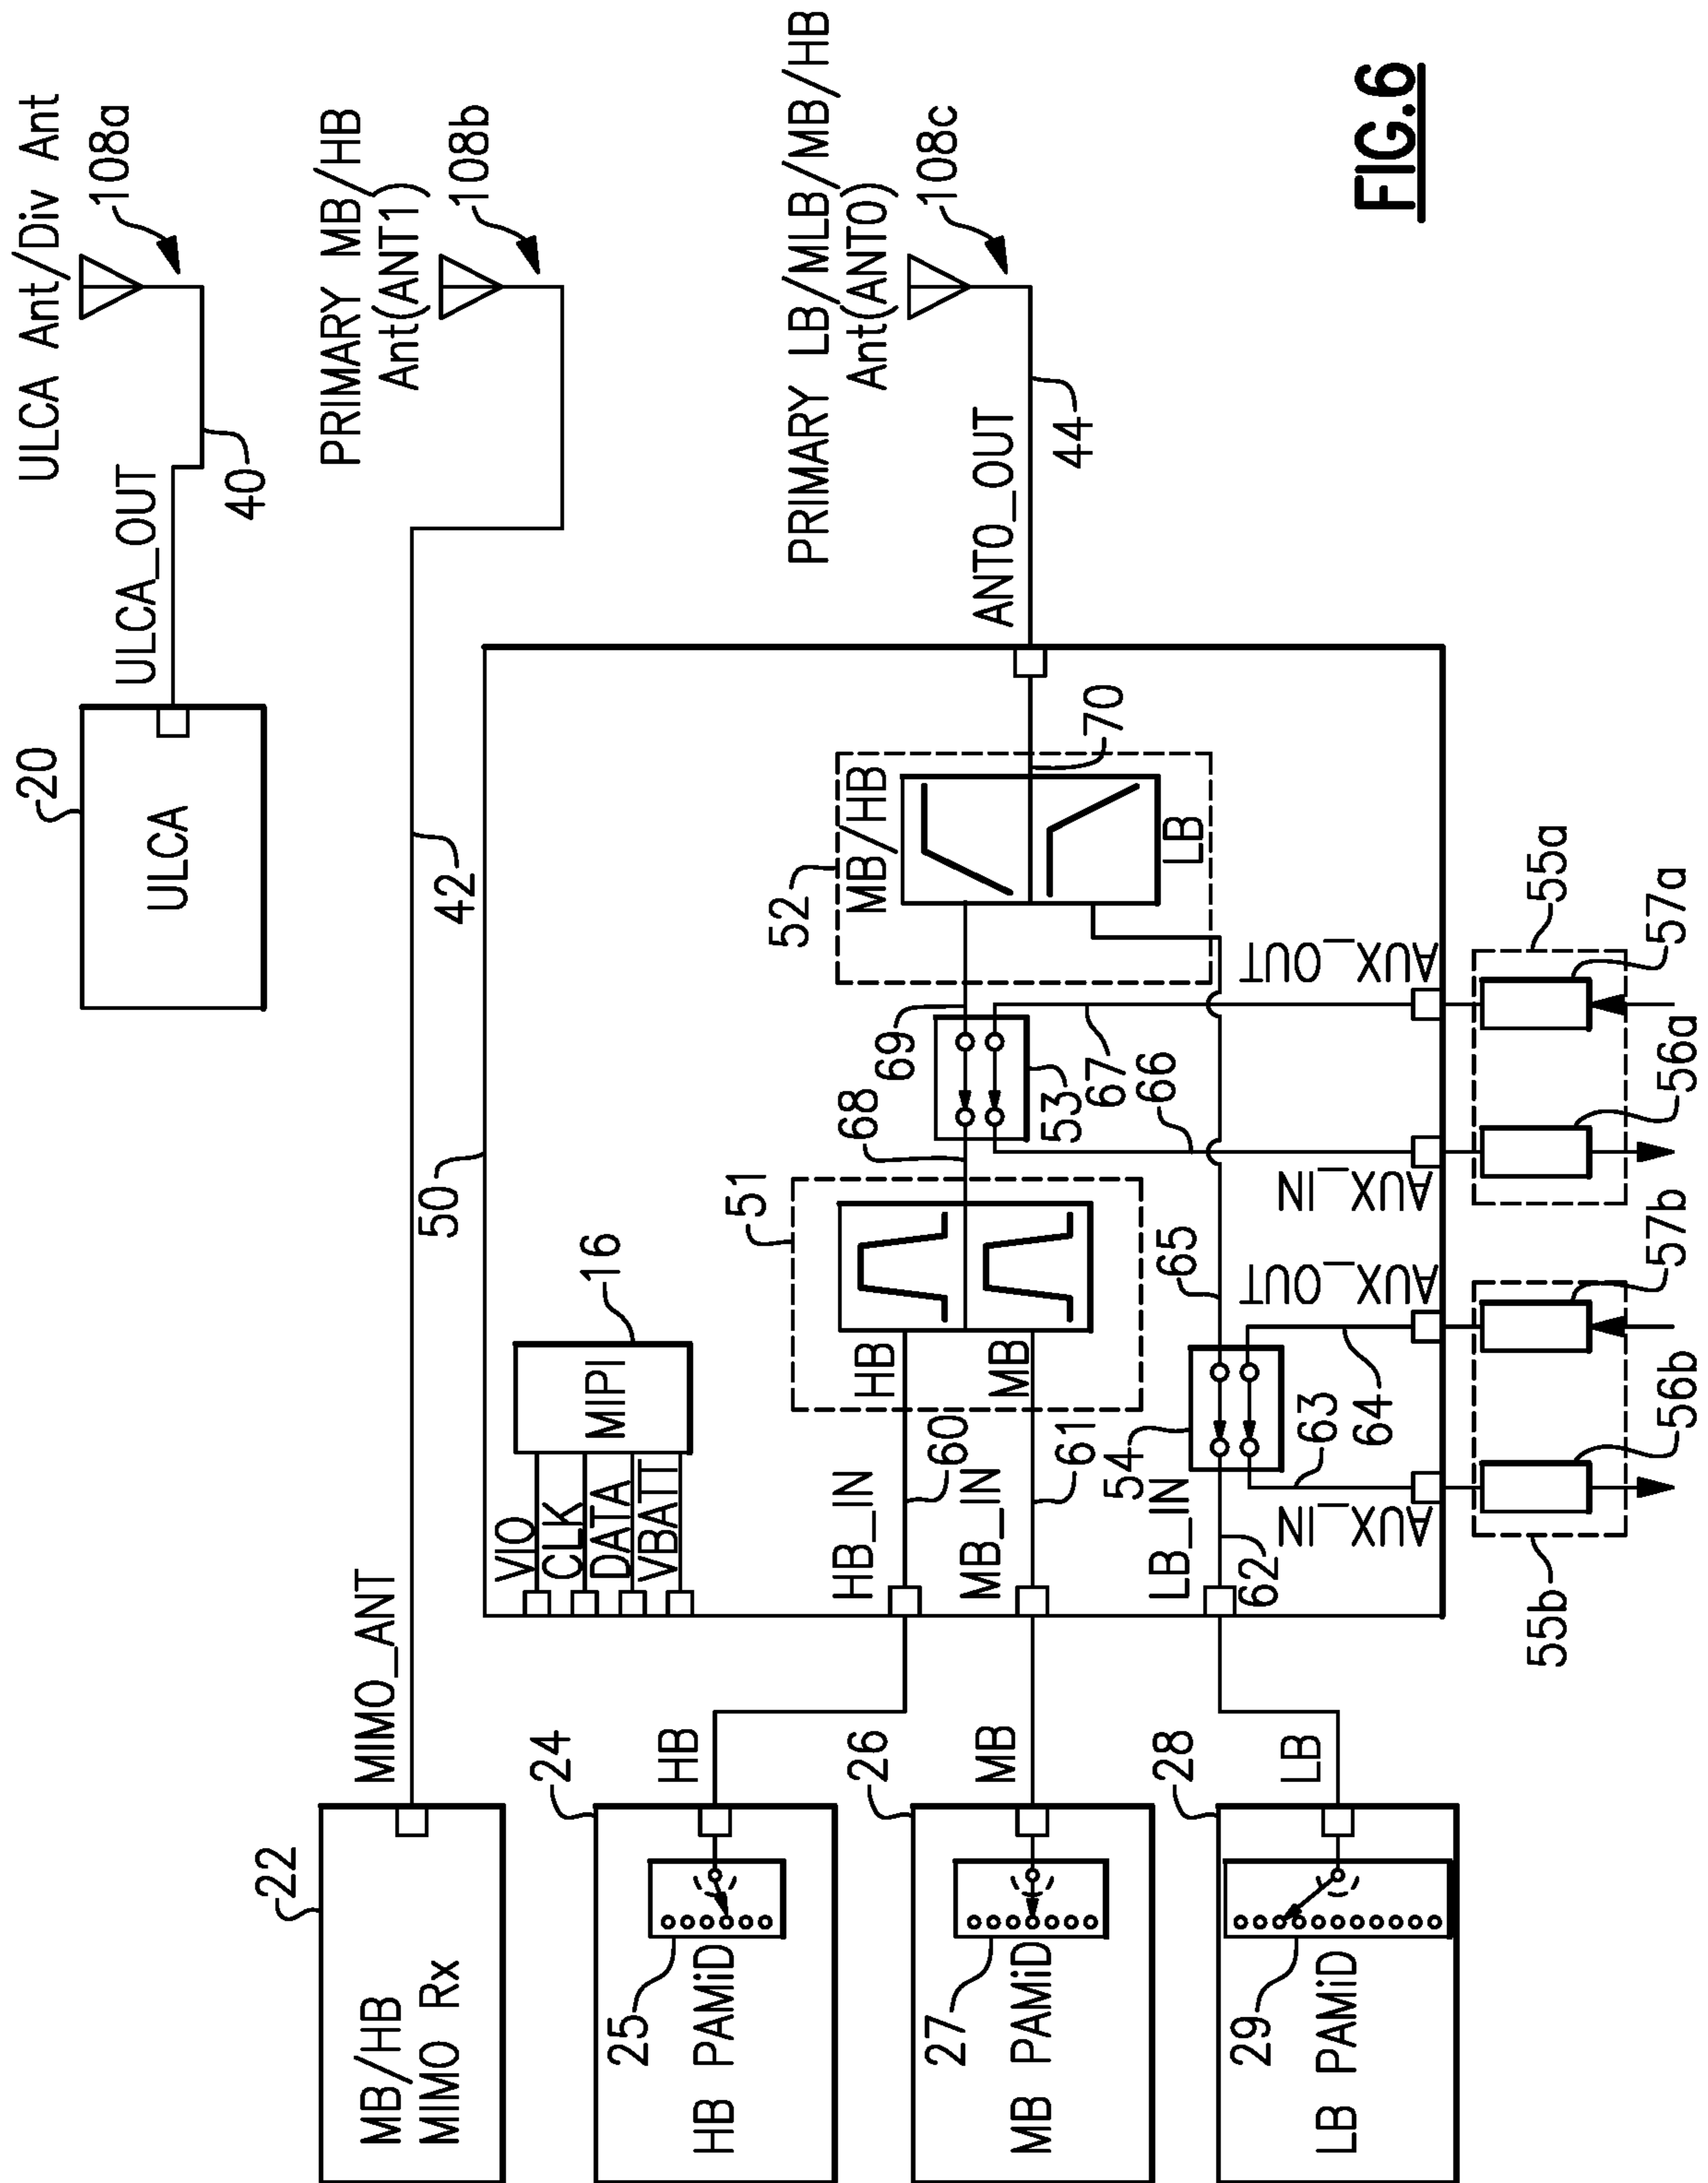 ULCA Ant/Div Ant
108a
20
ULCA
ULCA_OUT
40
PRIMARY MB/HB
Ant(ANT1)
108b
22
MB/HB
MIMO Rx
MIMO_ANT
42
50
VIO
CLK
DATA
VBATT
MIPI
16
PRIMARY LB/MLB/MB/HB
Ant(ANT0)
108c
ANT0_OUT
44
24
HB
25
HB PAMiD
HB_IN
60
HB
51
68
69
52
MB/HB
LB
70
26
MB
27
MB PAMiD
MB_IN
61
MB
53
67
66
28
LB
29
LB PAMiD
LB_IN
62
54
65
63
64
AUX_IN
AUX_OUT
AUX_IN
AUX_OUT
55b
56b
57b
56a
57a
55a
FIG.6